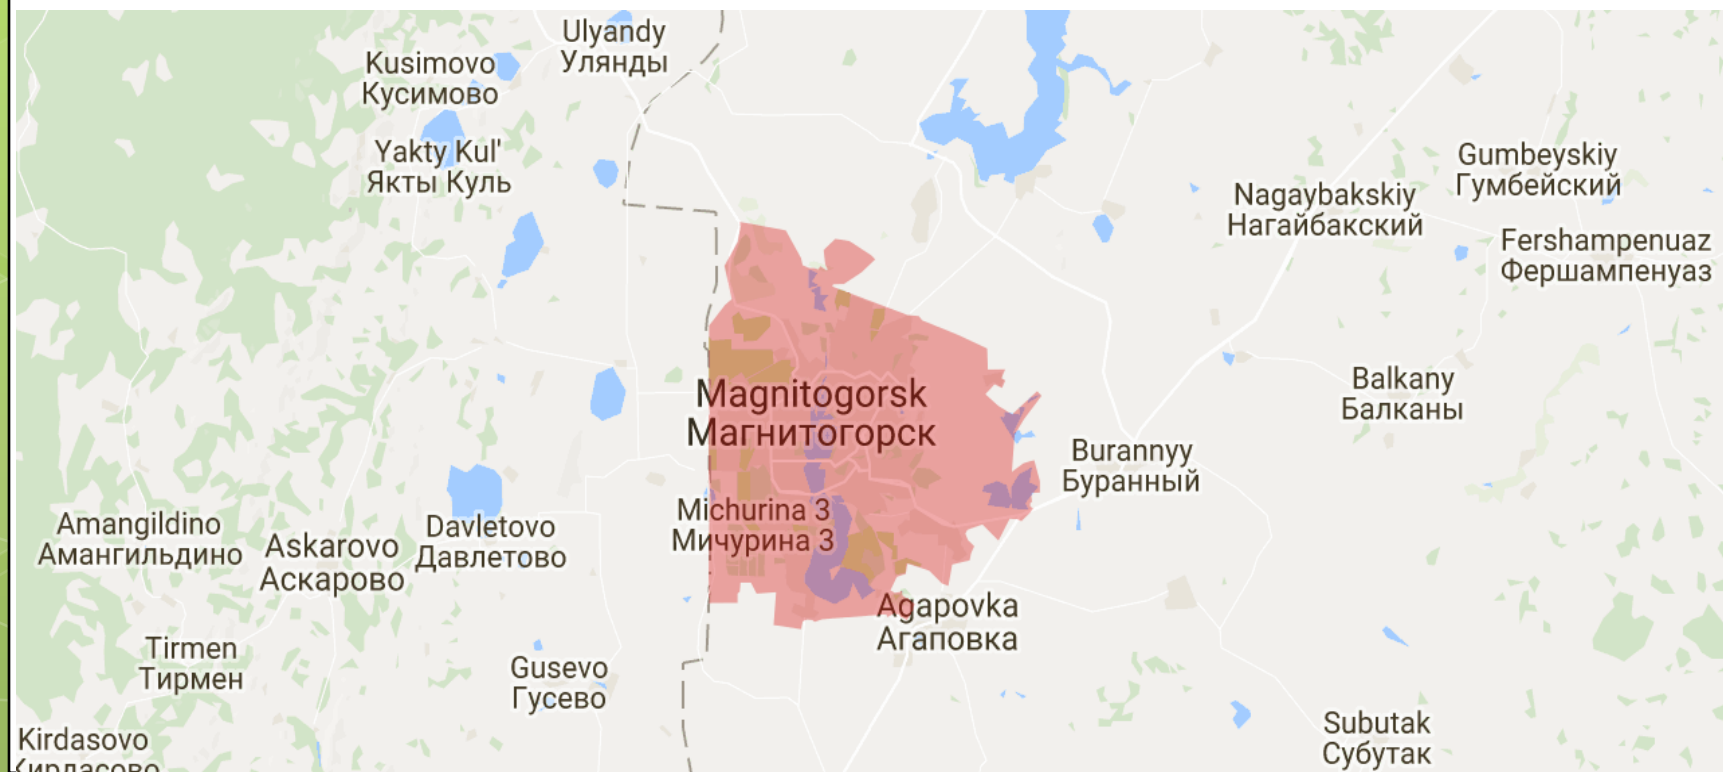 Ulyandy
Улянды
Kusimovo
Кусимово
Yakty Kul'
Якты Куль
Gumbeyskiy
Гумбейский
Nagaybakskiy
Нагайбакский
Fershampenuaz
Фершампенуаз
Magnitogorsk
Магнитогорск
Balkany
Балканы
Burannyy
Буранный
Michurina 3
Мичурина 3
Amangildino
Амангильдино
Askarovo
Аскарово
Davletovo
Давлетово
Agapovka
Агаповка
Tirmen
Тирмен
Gusevo
Гусево
Subutak
Субутак
Kirdasovo
Кирдасово